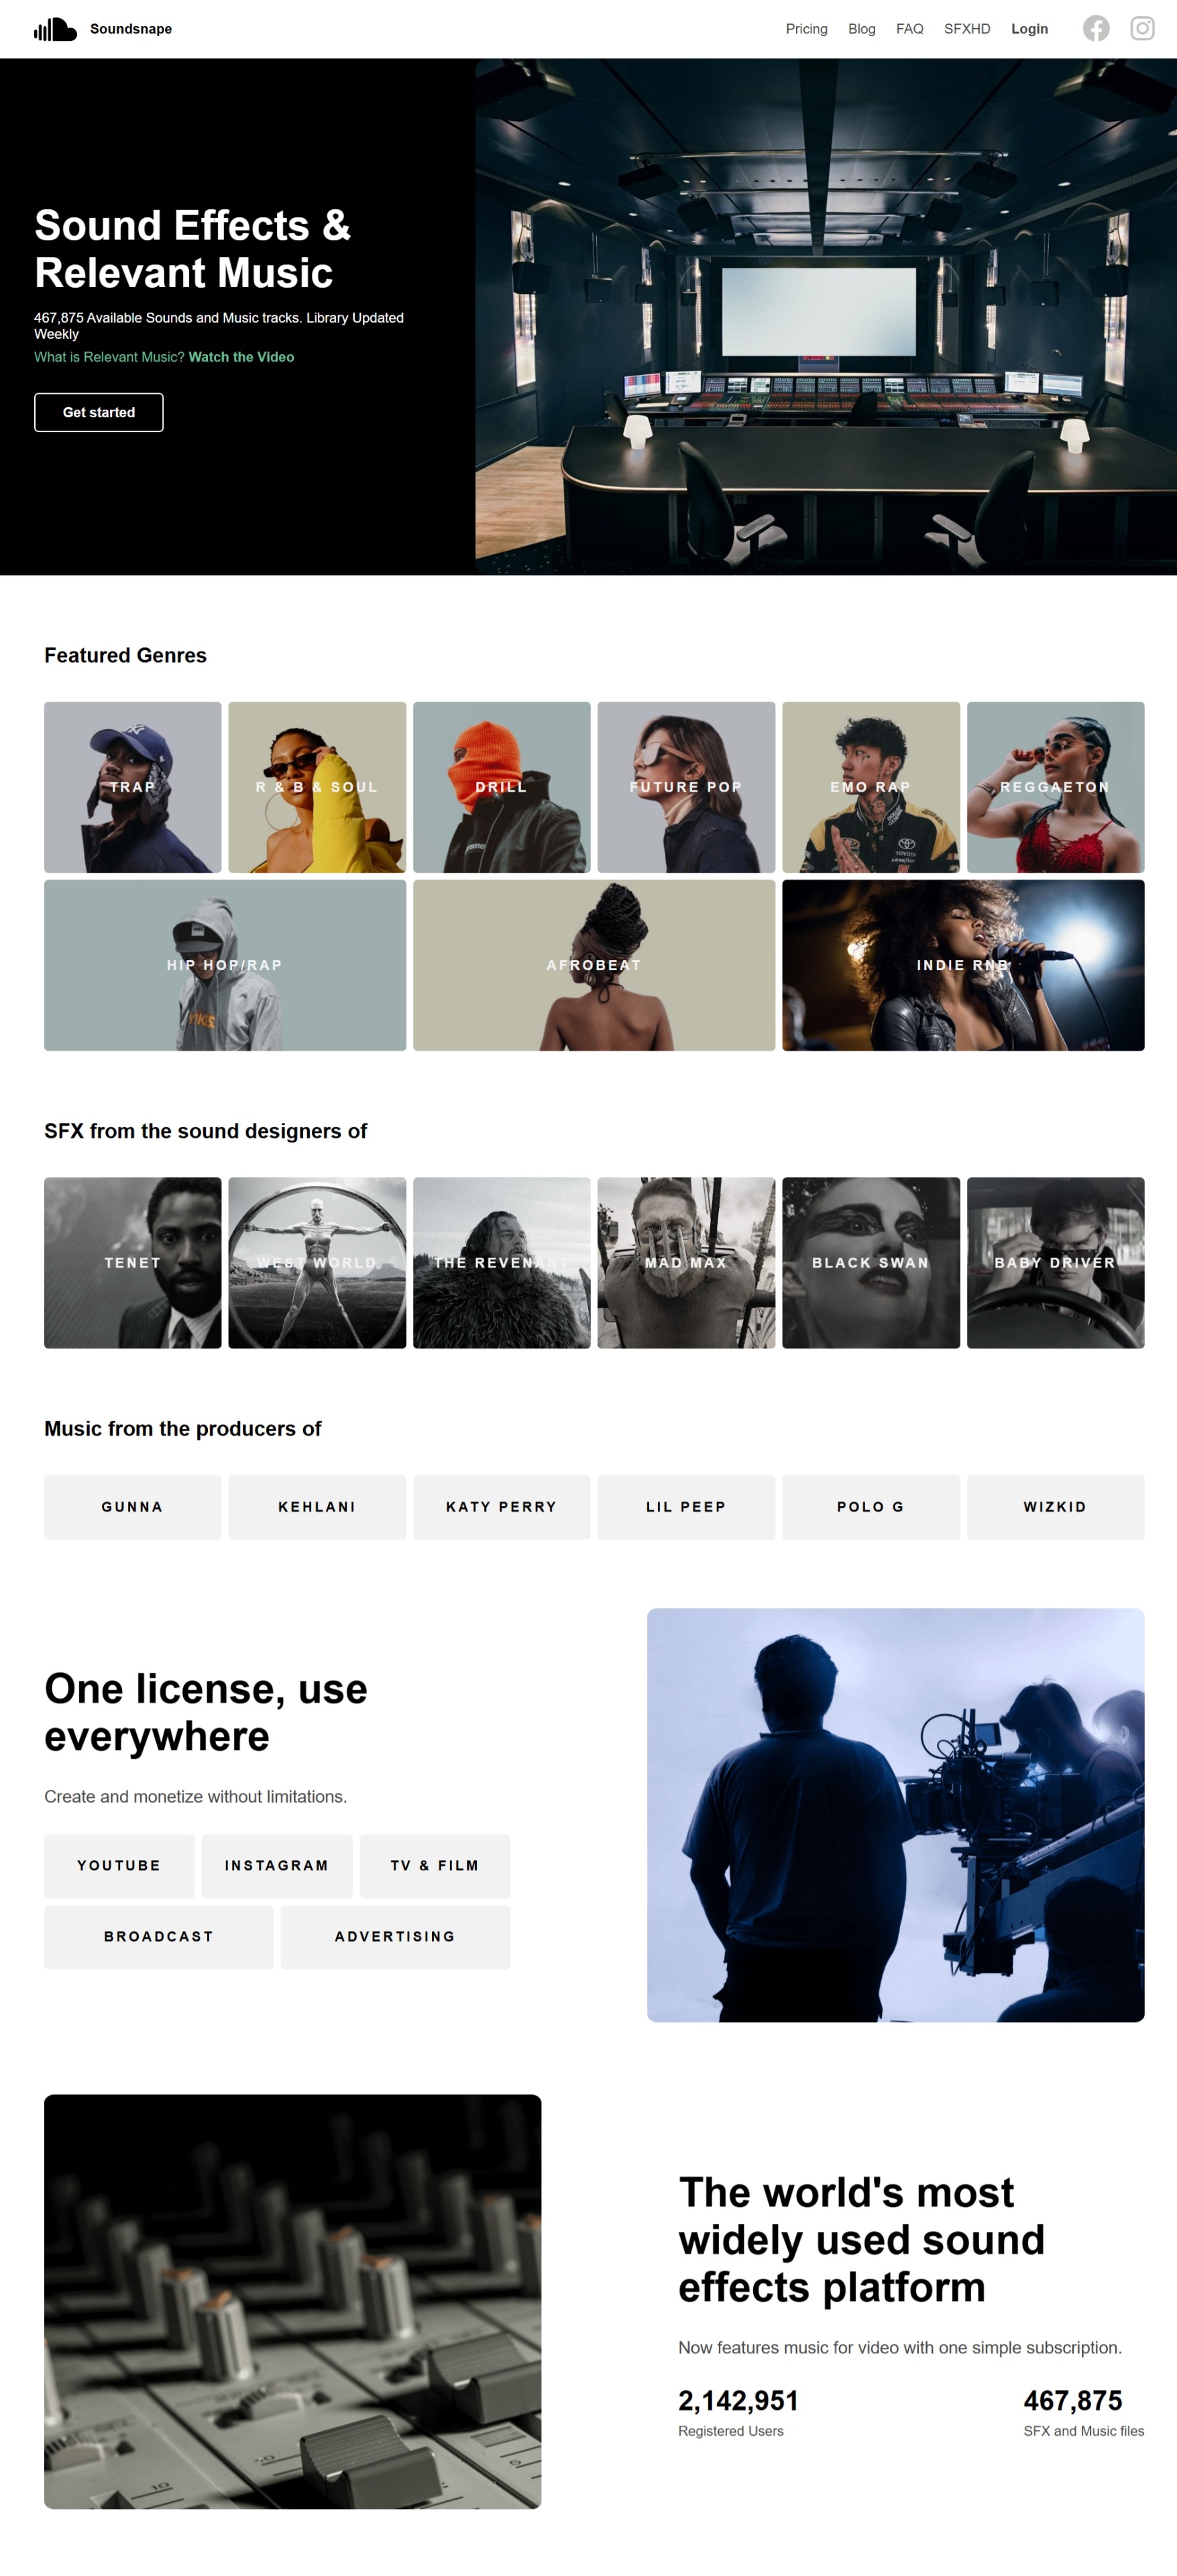 Soundsnape
Pricing Blog FAQ SFXHD Login
Sound Effects &
Relevant Music
467,875 Available Sounds and Music tracks. Library Updated
Weekly
What is Relevant Music? Watch the Video
Get started
Featured Genres
TRAP
R & B & SOUL
DRILL
FUTURE POP
EMO RAP
REGGAETON
TOYOTA
HIP HOP/RAP
AFROBEAT
INDIE RNB
SFX from the sound designers of
TENET
WEST WORLD
THE REVENANT
MAD MAX
BLACK SWAN
BABY DRIVER
Music from the producers of
GUNNA
KEHLANI
KATY PERRY
LIL PEEP
POLO G
WIZKID
One license, use
everywhere
Create and monetize without limitations.
YOUTUBE
INSTAGRAM
TV & FILM
BROADCAST
ADVERTISING
10
The world's most
widely used sound
effects platform
Now features music for video with one simple subscription.
2,142,951
Registered Users
467,875
SFX and Music files